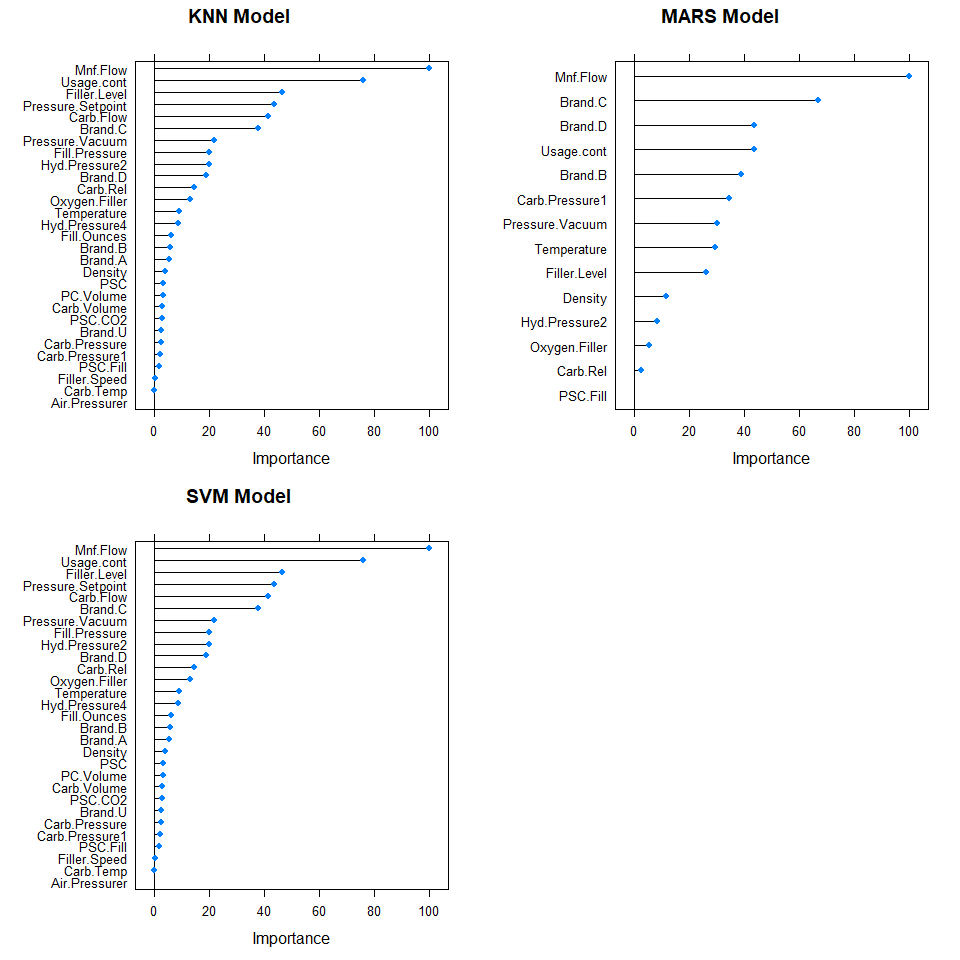 KNN Model
Mnf.Flow
Usage.cont
Filler.Level
Pressure.Setpoint
Carb.Flow
Brand.C
Pressure.Vacuum
Fill.Pressure
Hyd.Pressure2
Brand.D
Carb.Rel
Oxygen.Filler
Temperature
Hyd.Pressure4
Fill.Ounces
Brand.B
Brand.A
Density
PSC
PC.Volume
Carb.Volume
PSC.CO2
Brand.U
Carb.Pressure
Carb.Pressure1
PSC.Fill
Filler.Speed
Carb.Temp
Air.Pressurer
0 20 40 60 80 100
Importance
MARS Model
Mnf.Flow
Brand.C
Brand.D
Usage.cont
Brand.B
Carb.Pressure1
Pressure.Vacuum
Temperature
Filler.Level
Density
Hyd.Pressure2
Oxygen.Filler
Carb.Rel
PSC.Fill
0 20 40 60 80 100
Importance
SVM Model
Mnf.Flow
Usage.cont
Filler.Level
Pressure.Setpoint
Carb.Flow
Brand.C
Pressure.Vacuum
Fill.Pressure
Hyd.Pressure2
Brand.D
Carb.Rel
Oxygen.Filler
Temperature
Hyd.Pressure4
Fill.Ounces
Brand.B
Brand.A
Density
PSC
PC.Volume
Carb.Volume
PSC.CO2
Brand.U
Carb.Pressure
Carb.Pressure1
PSC.Fill
Filler.Speed
Carb.Temp
Air.Pressurer
0 20 40 60 80 100
Importance